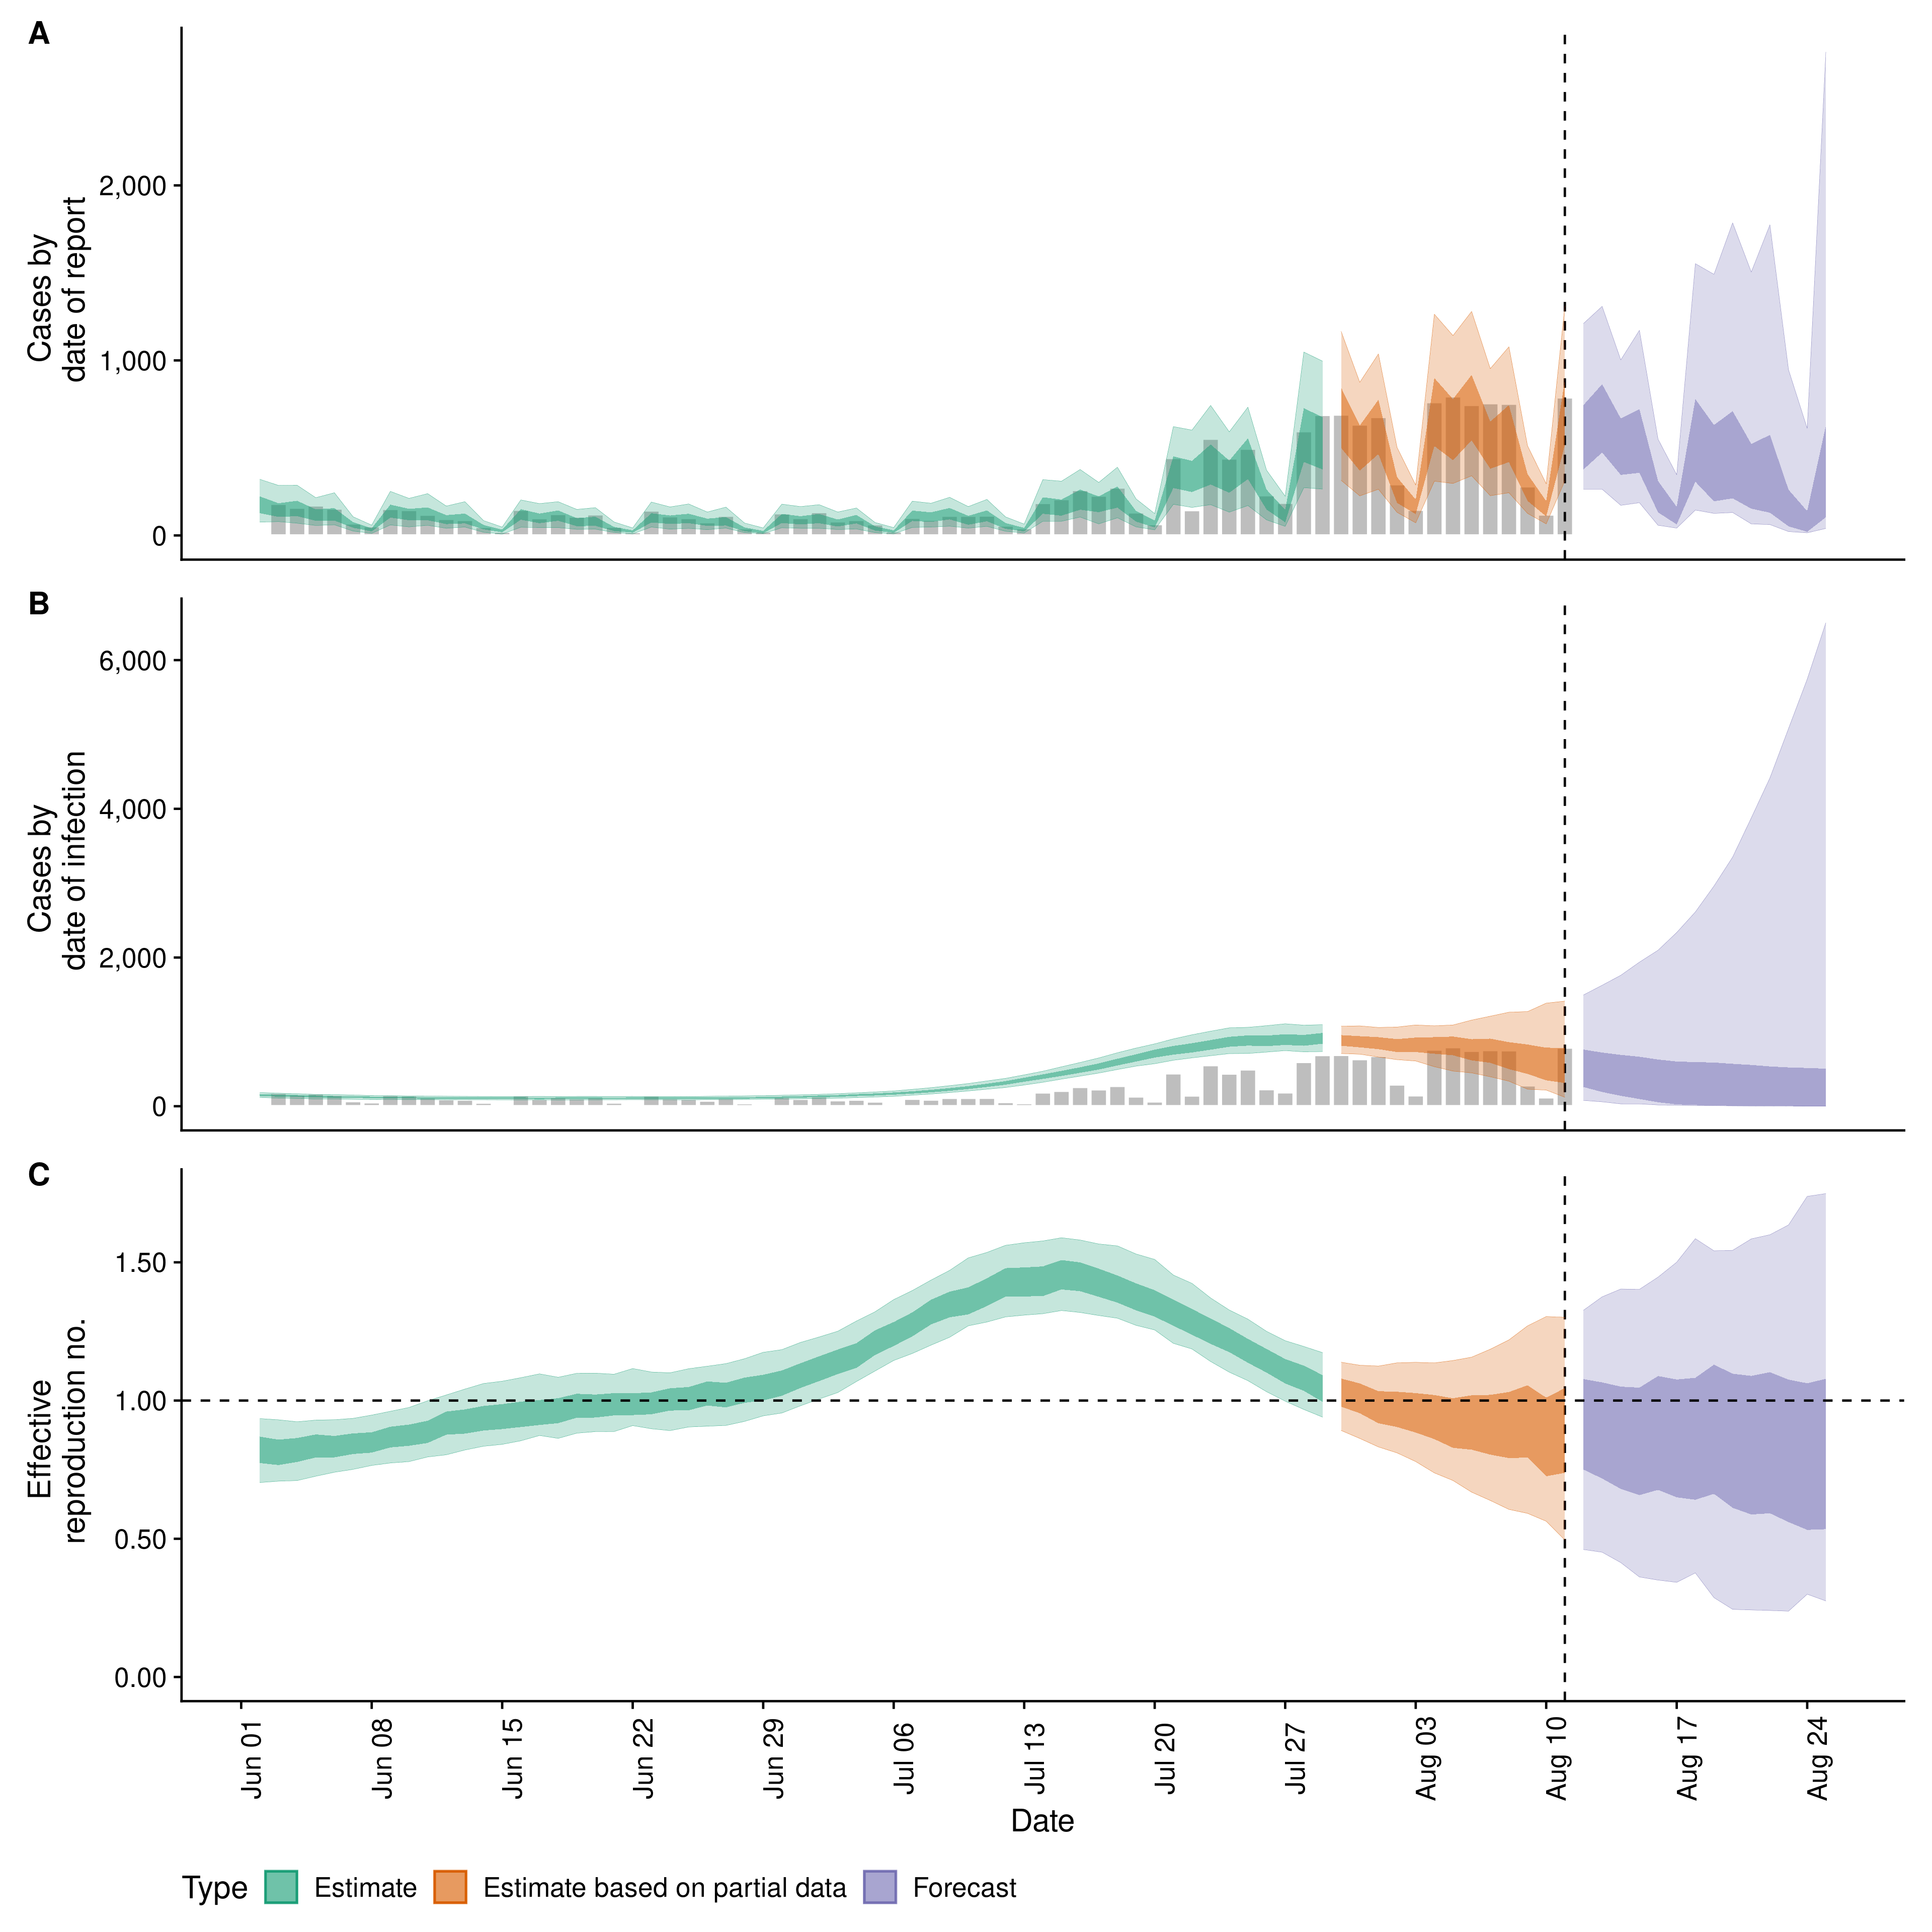 A
Cases by
date of report
2,000
1,000
0
B
Cases by
date of infection
6,000
4,000
2,000
0
C
Effective
reproduction no.
1.50
1.00
0.50
0.00
Jun 01
Jun 08
Jun 15
Jun 22
Jun 29
Jul 06
Jul 13
Jul 20
Jul 27
Aug 03
Aug 10
Aug 17
Aug 24
Date
Type Estimate Estimate based on partial data Forecast